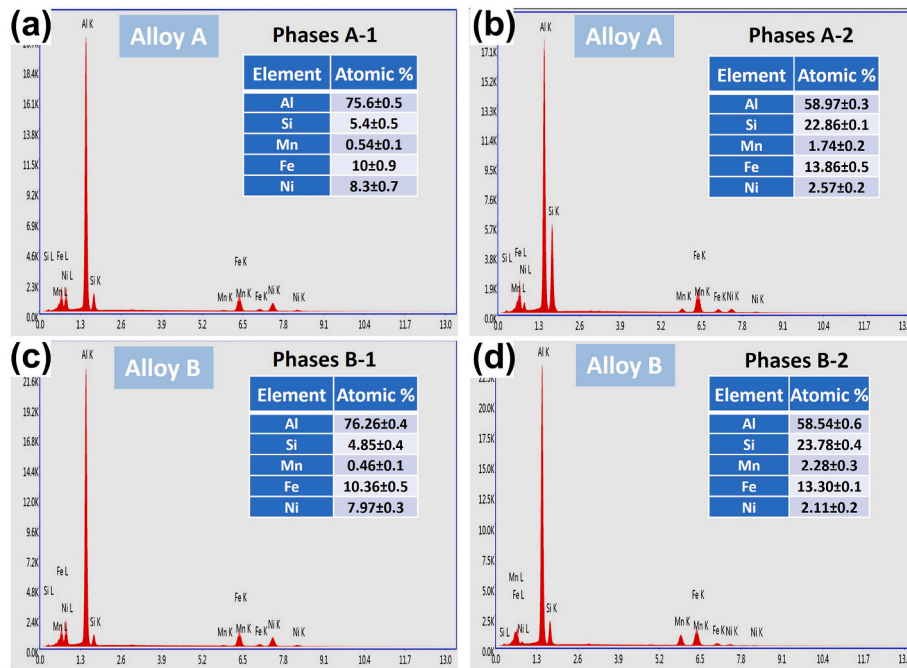 (a) Alloy A Phases A-1
Al K
Element Atomic %
Al 75.6±0.5
Si 5.4±0.5
Mn 0.54±0.1
Fe 10±0.9
Ni 8.3±0.7
18.4K
16.1K
13.8K
11.5K
9.2K
6.9K
4.6K
2.3K
Si L Fe L
Ni L
Mn L
Si K
Fe K
Mn K Mn K Fe K Ni K Ni K
0.0 1.3 2.6 3.9 5.2 6.5 7.8 9.1 10.4 11.7 13.
(b) Alloy A Phases A-2
Al K
Element Atomic %
Al 58.97±0.3
Si 22.86±0.1
Mn 1.74±0.2
Fe 13.86±0.5
Ni 2.57±0.2
17.1K
15.2K
13.3K
11.4K
9.5K
7.6K
5.7K
3.8K
1.9K
Si K
Si L Fe L
Ni L
Mn L
Fe K
Mn K Mn K Fe K Ni K Ni K
0.0 1.3 2.6 3.9 5.2 6.5 7.8 9.1 10.4 11.7 13.
(c) Alloy B Phases B-1
Al K
Element Atomic %
Al 76.26±0.4
Si 4.85±0.4
Mn 0.46±0.1
Fe 10.36±0.5
Ni 7.97±0.3
21.6K
19.2K
16.8K
14.4K
12.0K
9.6K
7.2K
4.8K
2.4K
0.0K
Si L Fe L
Ni L
Mn L
Si K
Fe K
Mn K Mn K Fe K Ni K Ni K
0.0 1.3 2.6 3.9 5.2 6.5 7.8 9.1 10.4 11.7 13.
(d) Alloy B Phases B-2
Al K
Element Atomic %
Al 58.54±0.6
Si 23.78±0.4
Mn 2.28±0.3
Fe 13.30±0.1
Ni 2.11±0.2
20.0K
17.5K
15.0K
12.5K
10.0K
7.5K
5.0K
2.5K
0.0K
Mn L
Fe L
Si L Ni L
Si K
Fe K
Mn K Mn K Fe K Ni K Ni K
0.0 1.3 2.6 3.9 5.2 6.5 7.8 9.1 10.4 11.7 13.